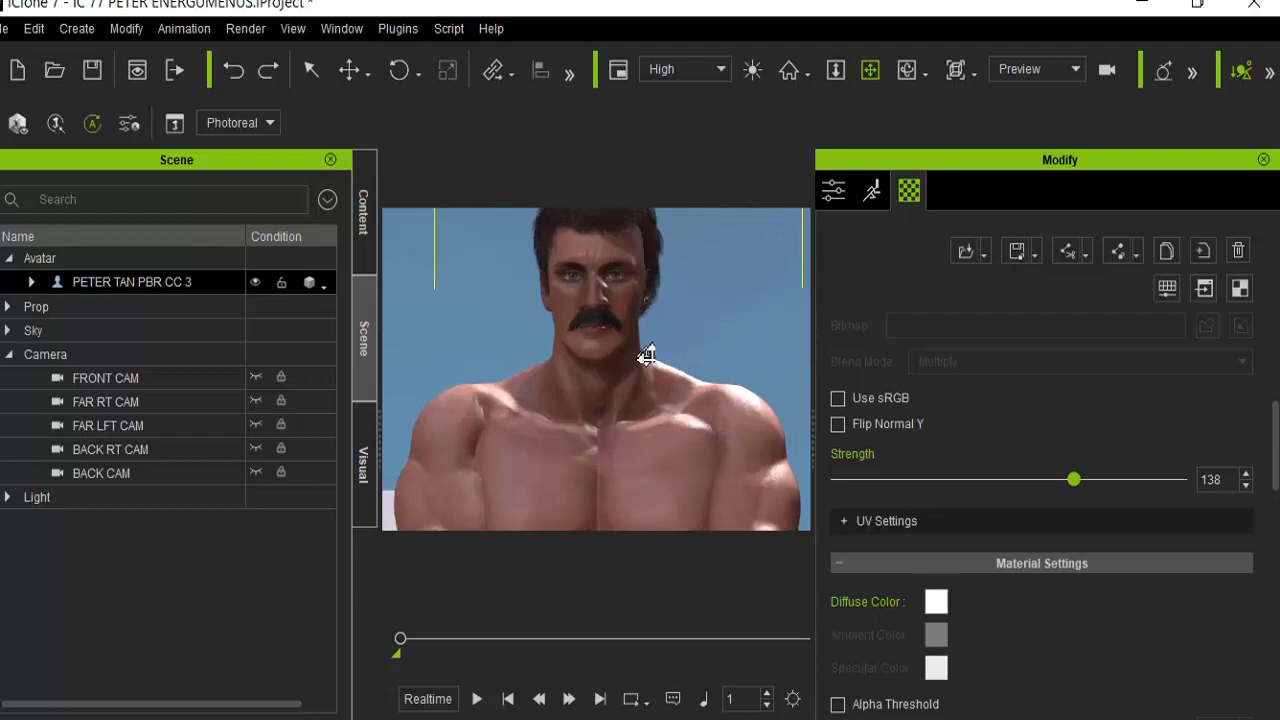 iClone 7 - IC 77 PETER ENERGUMENUS.iProject *
le Edit Create Modify Animation Render View Window Plugins Script Help
High Preview
Photoreal
Scene
Search
Name Condition
Avatar
PETER TAN PBR CC 3
Prop
Sky
Camera
FRONT CAM
FAR RT CAM
FAR LFT CAM
BACK RT CAM
BACK CAM
Light
Content
Scene
Visual
Realtime 1
Modify
Bitmap
Blend Mode Multiply
Use sRGB
Flip Normal Y
Strength
138
+ UV Settings
Material Settings
Diffuse Color :
Ambient Color
Specular Color
Alpha Threshold